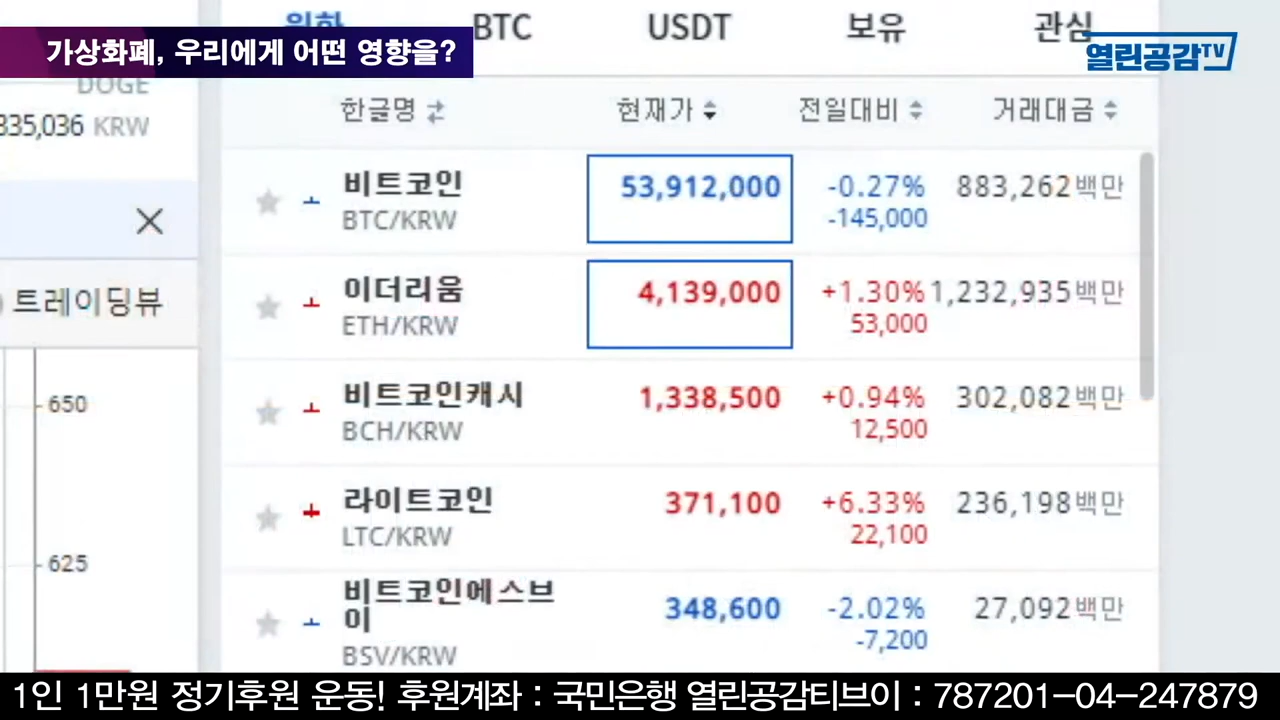 원화 BTC USDT 보유 관심
가상화폐, 우리에게 어떤 영향을?
열린공감TV
DOGE
335,036 KRW
한글명 현재가 전일대비 거래대금
비트코인 53,912,000 -0.27% 883,262백만
BTC/KRW -145,000
이더리움 4,139,000 +1.30% 1,232,935백만
ETH/KRW 53,000
트레이딩뷰
비트코인캐시 1,338,500 +0.94% 302,082백만
BCH/KRW 12,500
650
라이트코인 371,100 +6.33% 236,198백만
LTC/KRW 22,100
625
비트코인에스브
이 348,600 -2.02% 27,092백만
BSV/KRW -7,200
1인 1만원 정기후원 운동! 후원계좌 : 국민은행 열린공감티브이 : 787201-04-247879